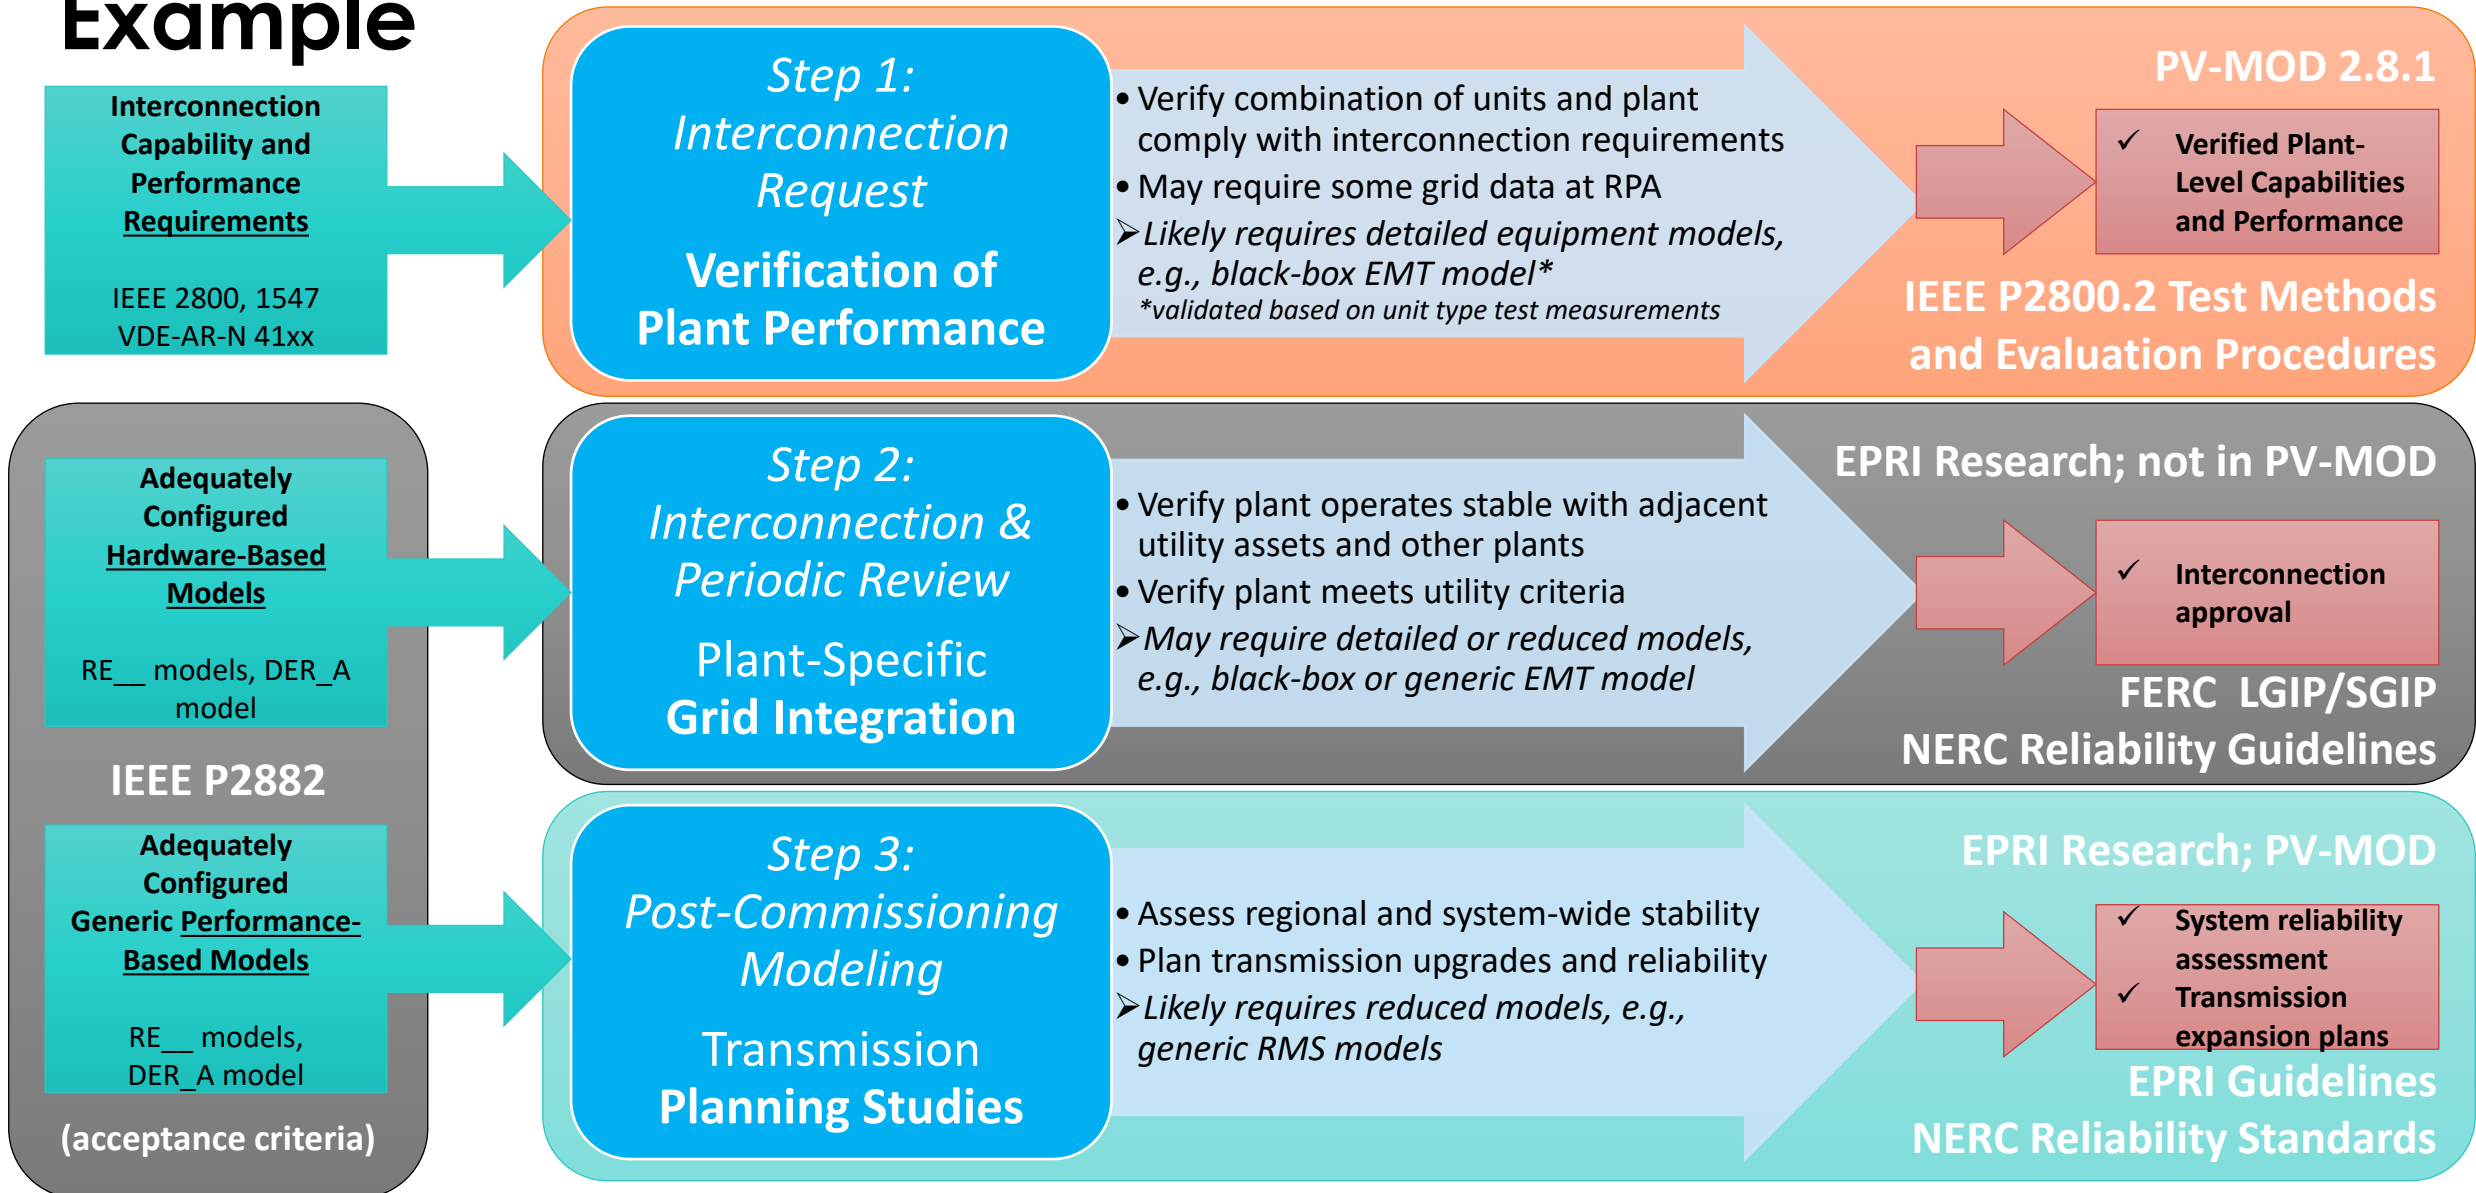 Example
Interconnection
Capability and
Performance
Requirements
IEEE 2800, 1547
VDE-AR-N 41xx
Step 1:
Interconnection
Request
Verification of
Plant Performance
• Verify combination of units and plant
comply with interconnection requirements
• May require some grid data at RPA
➢ Likely requires detailed equipment models,
e.g., black-box EMT model*
*validated based on unit type test measurements
PV-MOD 2.8.1
✓ Verified Plant-
Level Capabilities
and Performance
IEEE P2800.2 Test Methods
and Evaluation Procedures
Adequately
Configured
Hardware-Based
Models
RE__ models, DER_A
model
IEEE P2882
Step 2:
Interconnection &
Periodic Review
Plant-Specific
Grid Integration
• Verify plant operates stable with adjacent
utility assets and other plants
• Verify plant meets utility criteria
➢ May require detailed or reduced models,
e.g., black-box or generic EMT model
EPRI Research; not in PV-MOD
✓ Interconnection
approval
FERC LGIP/SGIP
NERC Reliability Guidelines
Adequately
Configured
Generic Performance-
Based Models
RE__ models,
DER_A model
(acceptance criteria)
Step 3:
Post-Commissioning
Modeling
Transmission
Planning Studies
• Assess regional and system-wide stability
• Plan transmission upgrades and reliability
➢ Likely requires reduced models, e.g.,
generic RMS models
EPRI Research; PV-MOD
✓ System reliability
assessment
✓ Transmission
expansion plans
EPRI Guidelines
NERC Reliability Standards